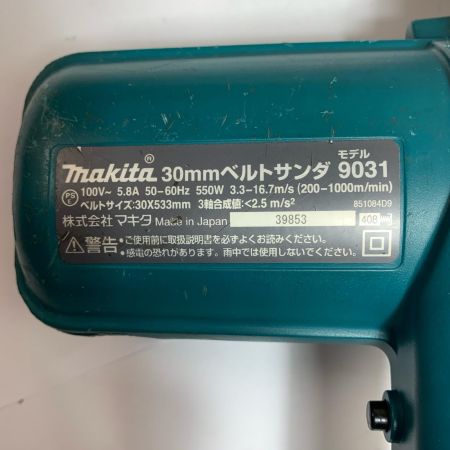 makita® 30mmベルトサンダ モデル 9031
PS 100V~ 5.8A 50-60Hz 550W 3.3-16.7m/s (200-1000m/min)
ベルトサイズ:30X533mm 3軸合成値:<2.5 m/s² 851084D9
株式会社マキタ Made in Japan 39853 408
警告 ・ご使用前に取扱説明書を必ずよくお読みください。
・感電の恐れがあります。雨中では使用しないでください。